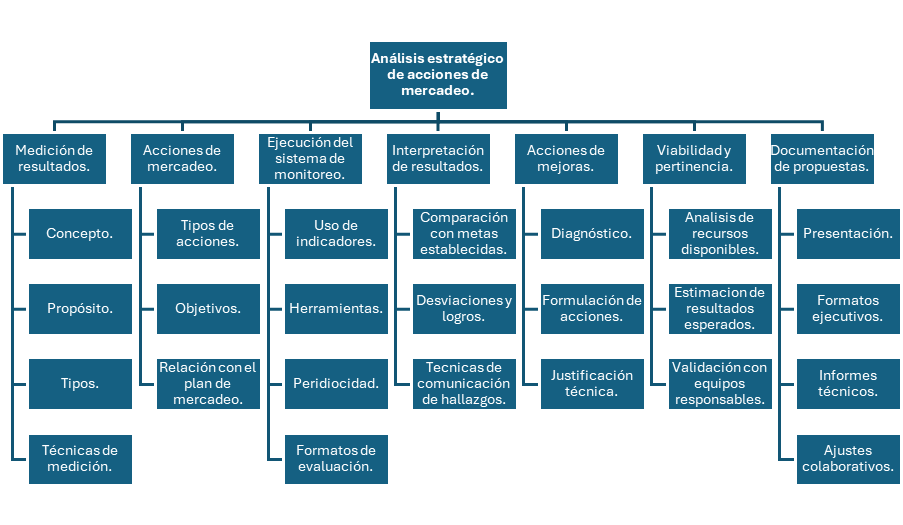 Análisis estratégico
de acciones de
mercadeo.
Medición de
resultados.
Acciones de
mercadeo.
Ejecución del
sistema de
monitoreo.
Interpretación
de resultados.
Acciones de
mejoras.
Viabilidad y
pertinencia.
Documentación
de propuestas.
Concepto.
Propósito.
Tipos.
Técnicas de
medición.
Tipos de
acciones.
Objetivos.
Relación con el
plan de
mercadeo.
Uso de
indicadores.
Herramientas.
Peridiocidad.
Formatos de
evaluación.
Comparación
con metas
establecidas.
Desviaciones y
logros.
Tecnicas de
comunicación
de hallazgos.
Diagnóstico.
Formulación de
acciones.
Justificación
técnica.
Analisis de
recursos
disponibles.
Estimacion de
resultados
esperados.
Validación con
equipos
responsables.
Presentación.
Formatos
ejecutivos.
Informes
técnicos.
Ajustes
colaborativos.